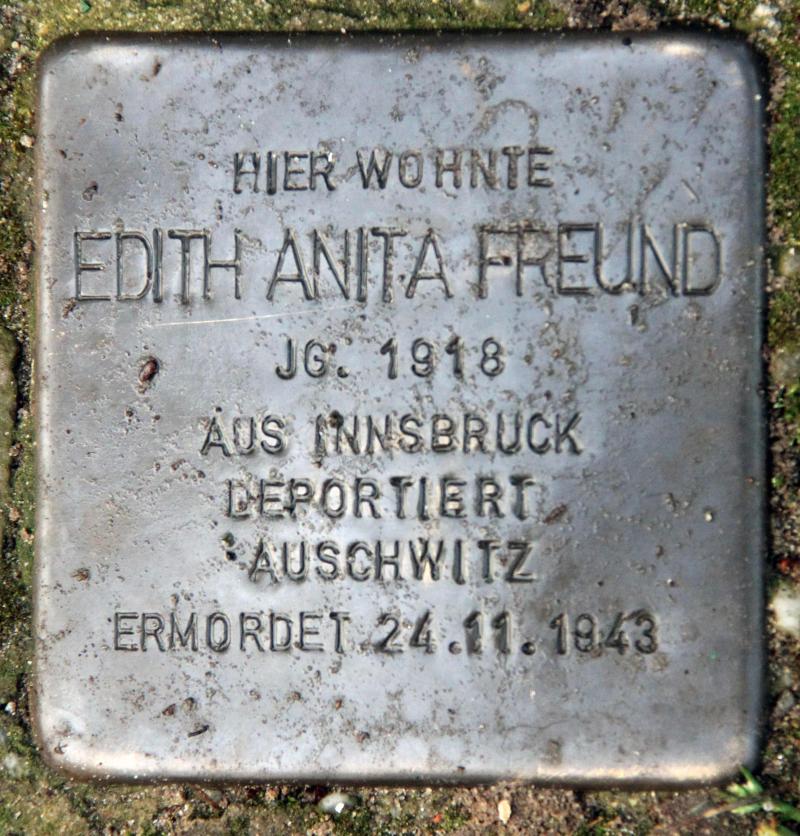 HIER WOHNTE
EDITH ANITA FREUND
JG. 1918
AUS INNSBRUCK
DEPORTIERT
AUSCHWITZ
ERMORDET 24.11.1943